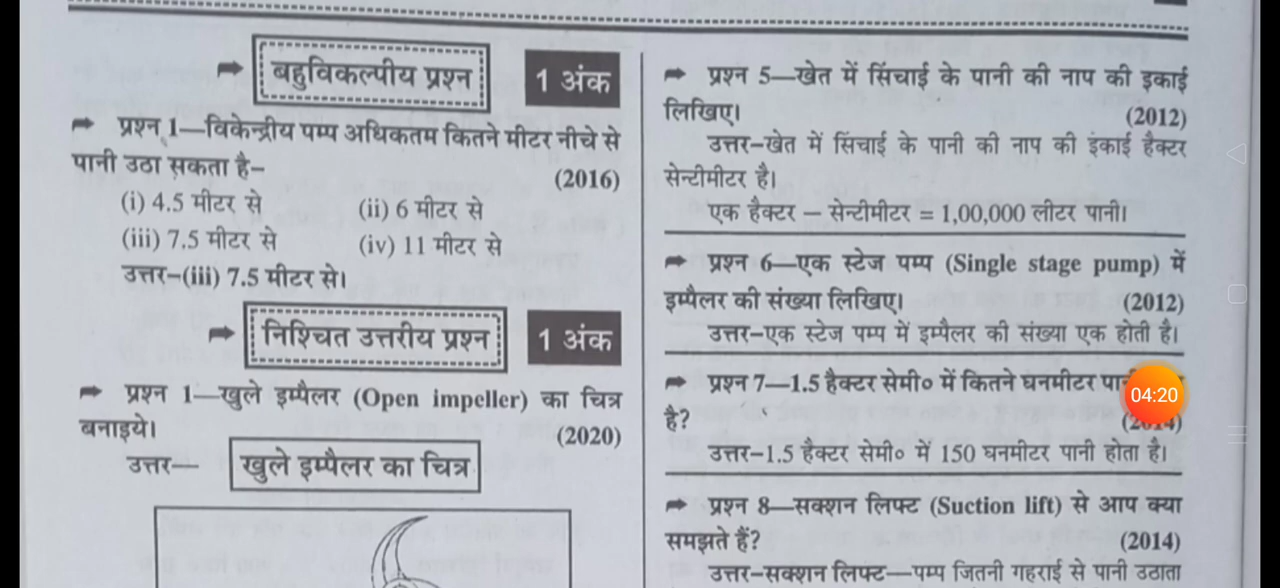 बहुविकल्पीय प्रश्न
1 अंक
प्रश्न 1—विकेन्द्रीय पम्प अधिकतम कितने मीटर नीचे से
पानी उठा सकता है– (2016)
(i) 4.5 मीटर से (ii) 6 मीटर से
(iii) 7.5 मीटर से (iv) 11 मीटर से
उत्तर–(iii) 7.5 मीटर से।
निश्चित उत्तरीय प्रश्न
1 अंक
प्रश्न 1—खुले इम्पैलर (Open impeller) का चित्र
बनाइये। (2020)
उत्तर— खुले इम्पैलर का चित्र
प्रश्न 5—खेत में सिंचाई के पानी की नाप की इकाई
लिखिए। (2012)
उत्तर–खेत में सिंचाई के पानी की नाप की इंकाई हैक्टर
सेन्टीमीटर है।
एक हैक्टर – सेन्टीमीटर = 1,00,000 लीटर पानी।
प्रश्न 6—एक स्टेज पम्प (Single stage pump) में
इम्पैलर की संख्या लिखिए। (2012)
उत्तर–एक स्टेज पम्प में इम्पैलर की संख्या एक होती है।
प्रश्न 7—1.5 हैक्टर सेमी० में कितने घनमीटर
है? (2014)
04:20
उत्तर–1.5 हैक्टर सेमी० में 150 घनमीटर पानी होता है।
प्रश्न 8—सक्शन लिफ्ट (Suction lift) से आप क्या
समझते हैं? (2014)
उत्तर–सक्शन लिफ्ट—पम्प जितनी गहराई से पानी उठाता